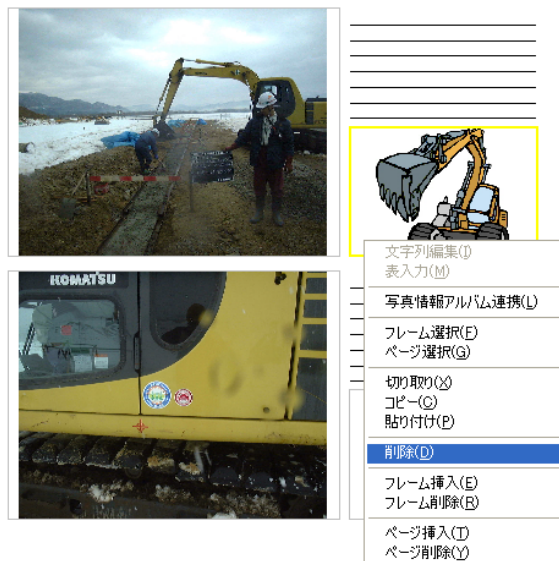 KOMATSU
文字列編集(I)
表入力(M)
写真情報アルバム連携(L)
フレーム選択(F)
ページ選択(G)
切り取り(X)
コピー(C)
貼り付け(P)
削除(D)
フレーム挿入(E)
フレーム削除(R)
ページ挿入(T)
ページ削除(Y)